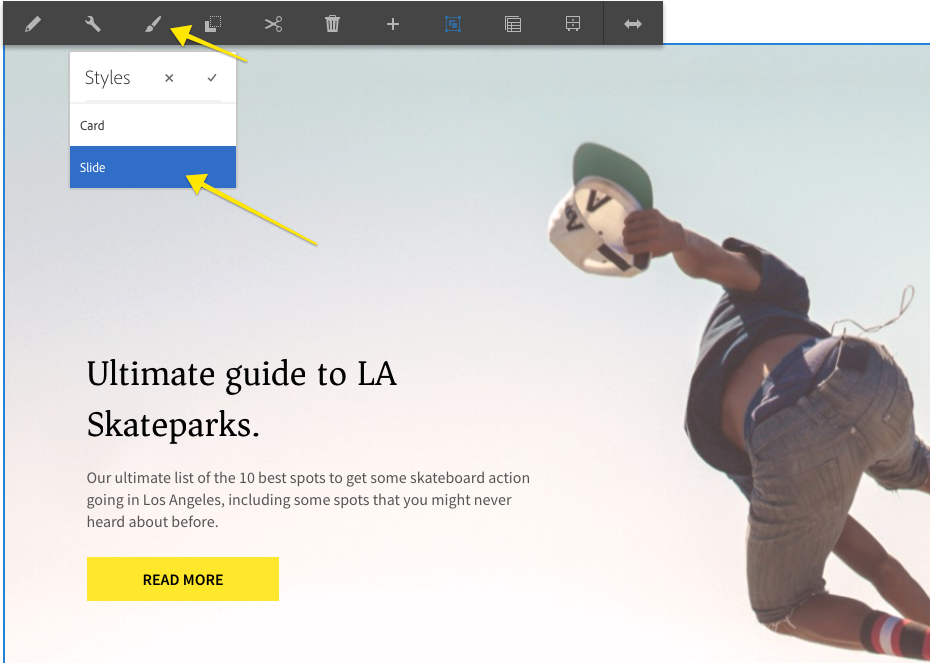 Styles
Card
Slide
Ultimate guide to LA
Skateparks.
Our ultimate list of the 10 best spots to get some skateboard action
going in Los Angeles, including some spots that you might never
heard about before.
READ MORE